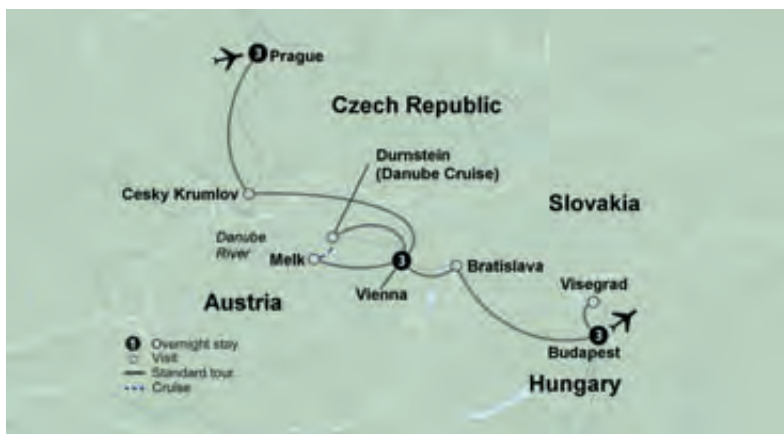 3 Prague
Czech Republic
Durnstein
(Danube Cruise)
Cesky Krumlov
Slovakia
Danube
River
Melk
3
Bratislava
Vienna
Visegrad
Austria
3
Budapest
Hungary
1 Overnight stay
Visit
Standard tour
Cruise